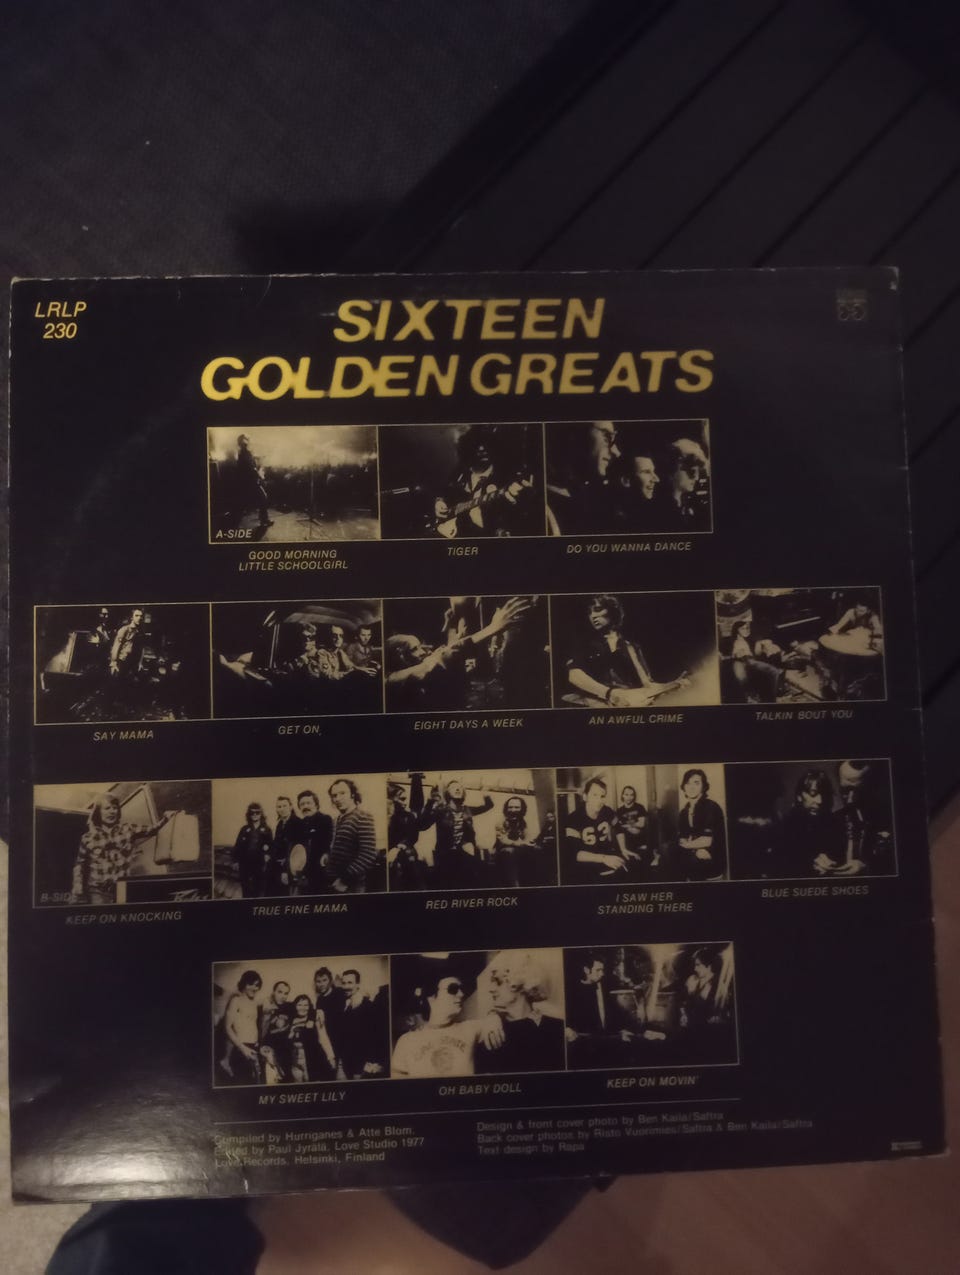 LRLP
230
SIXTEEN
GOLDEN GREATS
A-SIDE
GOOD MORNING
LITTLE SCHOOLGIRL
TIGER
DO YOU WANNA DANCE
SAY MAMA
GET ON
EIGHT DAYS A WEEK
AN AWFUL CRIME
TALKIN BOUT YOU
B-SIDE
KEEP ON KNOCKING
TRUE FINE MAMA
RED RIVER ROCK
63
I SAW HER
STANDING THERE
BLUE SUEDE SHOES
MY SWEET LILY
OH BABY DOLL
KEEP ON MOVIN'
Compiled by Hurriganes & Atte Blom.
Edited by Paul Jyrälä, Love Studio 1977
Love Records, Helsinki, Finland
Design & front cover photo by Ben Kaila/Saftra
Back cover photos by Risto Vuorimies/Saftra & Ben Kaila/Saftra
Text design by Rapa